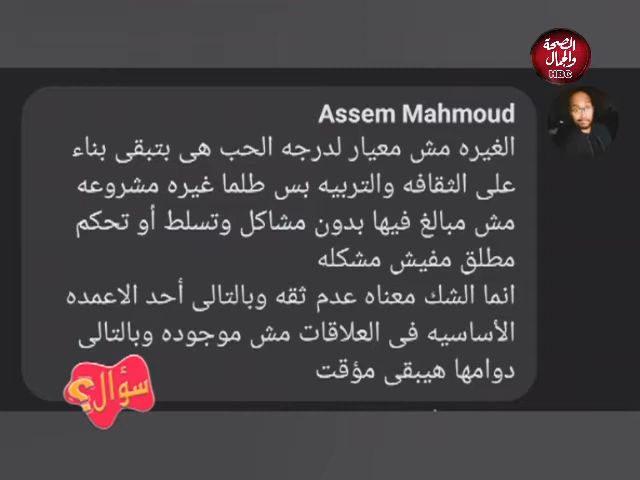 الصحة
والجمال
HBC
Assem Mahmoud
الغيره مش معيار لدرجه الحب هى بتبقى بناء
على الثقافه والتربيه بس طلما غيره مشروعه
مش مبالغ فيها بدون مشاكل وتسلط أو تحكم
مطلق مفيش مشكله
انما الشك معناه عدم ثقه وبالتالى أحد الاعمده
الأساسيه فى العلاقات مش موجوده وبالتالى
دوامها هيبقى مؤقت
سؤال؟